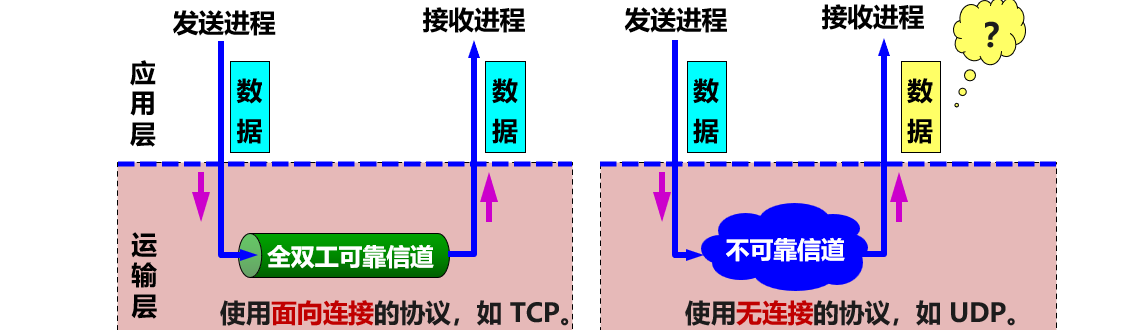 发送进程
接收进程
发送进程
接收进程
?
应用层
数据
数据
数据
数据
运输层
全双工可靠信道
不可靠信道
使用面向连接的协议，如 TCP。
使用无连接的协议，如 UDP。